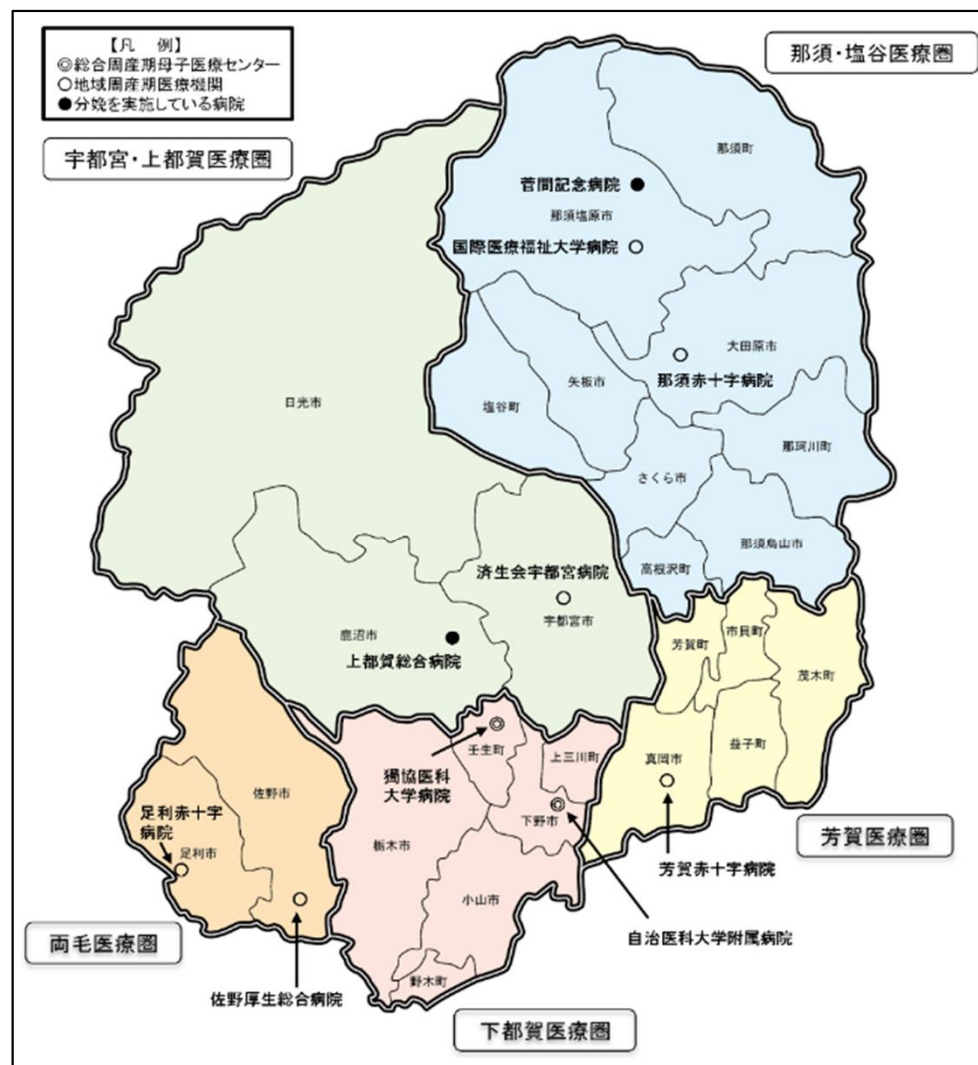 【凡 例】
◎総合周産期母子医療センター
○地域周産期医療機関
●分娩を実施している病院
那須・塩谷医療圏
宇都宮・上都賀医療圏
那須町
菅間記念病院
那須塩原市
国際医療福祉大学病院
大田原市
那須赤十字病院
矢板市
塩谷町
日光市
那珂川町
さくら市
那須烏山市
高根沢町
済生会宇都宮病院
宇都宮市
鹿沼市
上都賀総合病院
芳賀町
市貝町
茂木町
壬生町
上三川町
獨協医科
大学病院
益子町
真岡市
佐野市
足利赤十字
病院
足利市
下野市
栃木市
芳賀医療圏
芳賀赤十字病院
小山市
自治医科大学附属病院
両毛医療圏
野木町
佐野厚生総合病院
下都賀医療圏